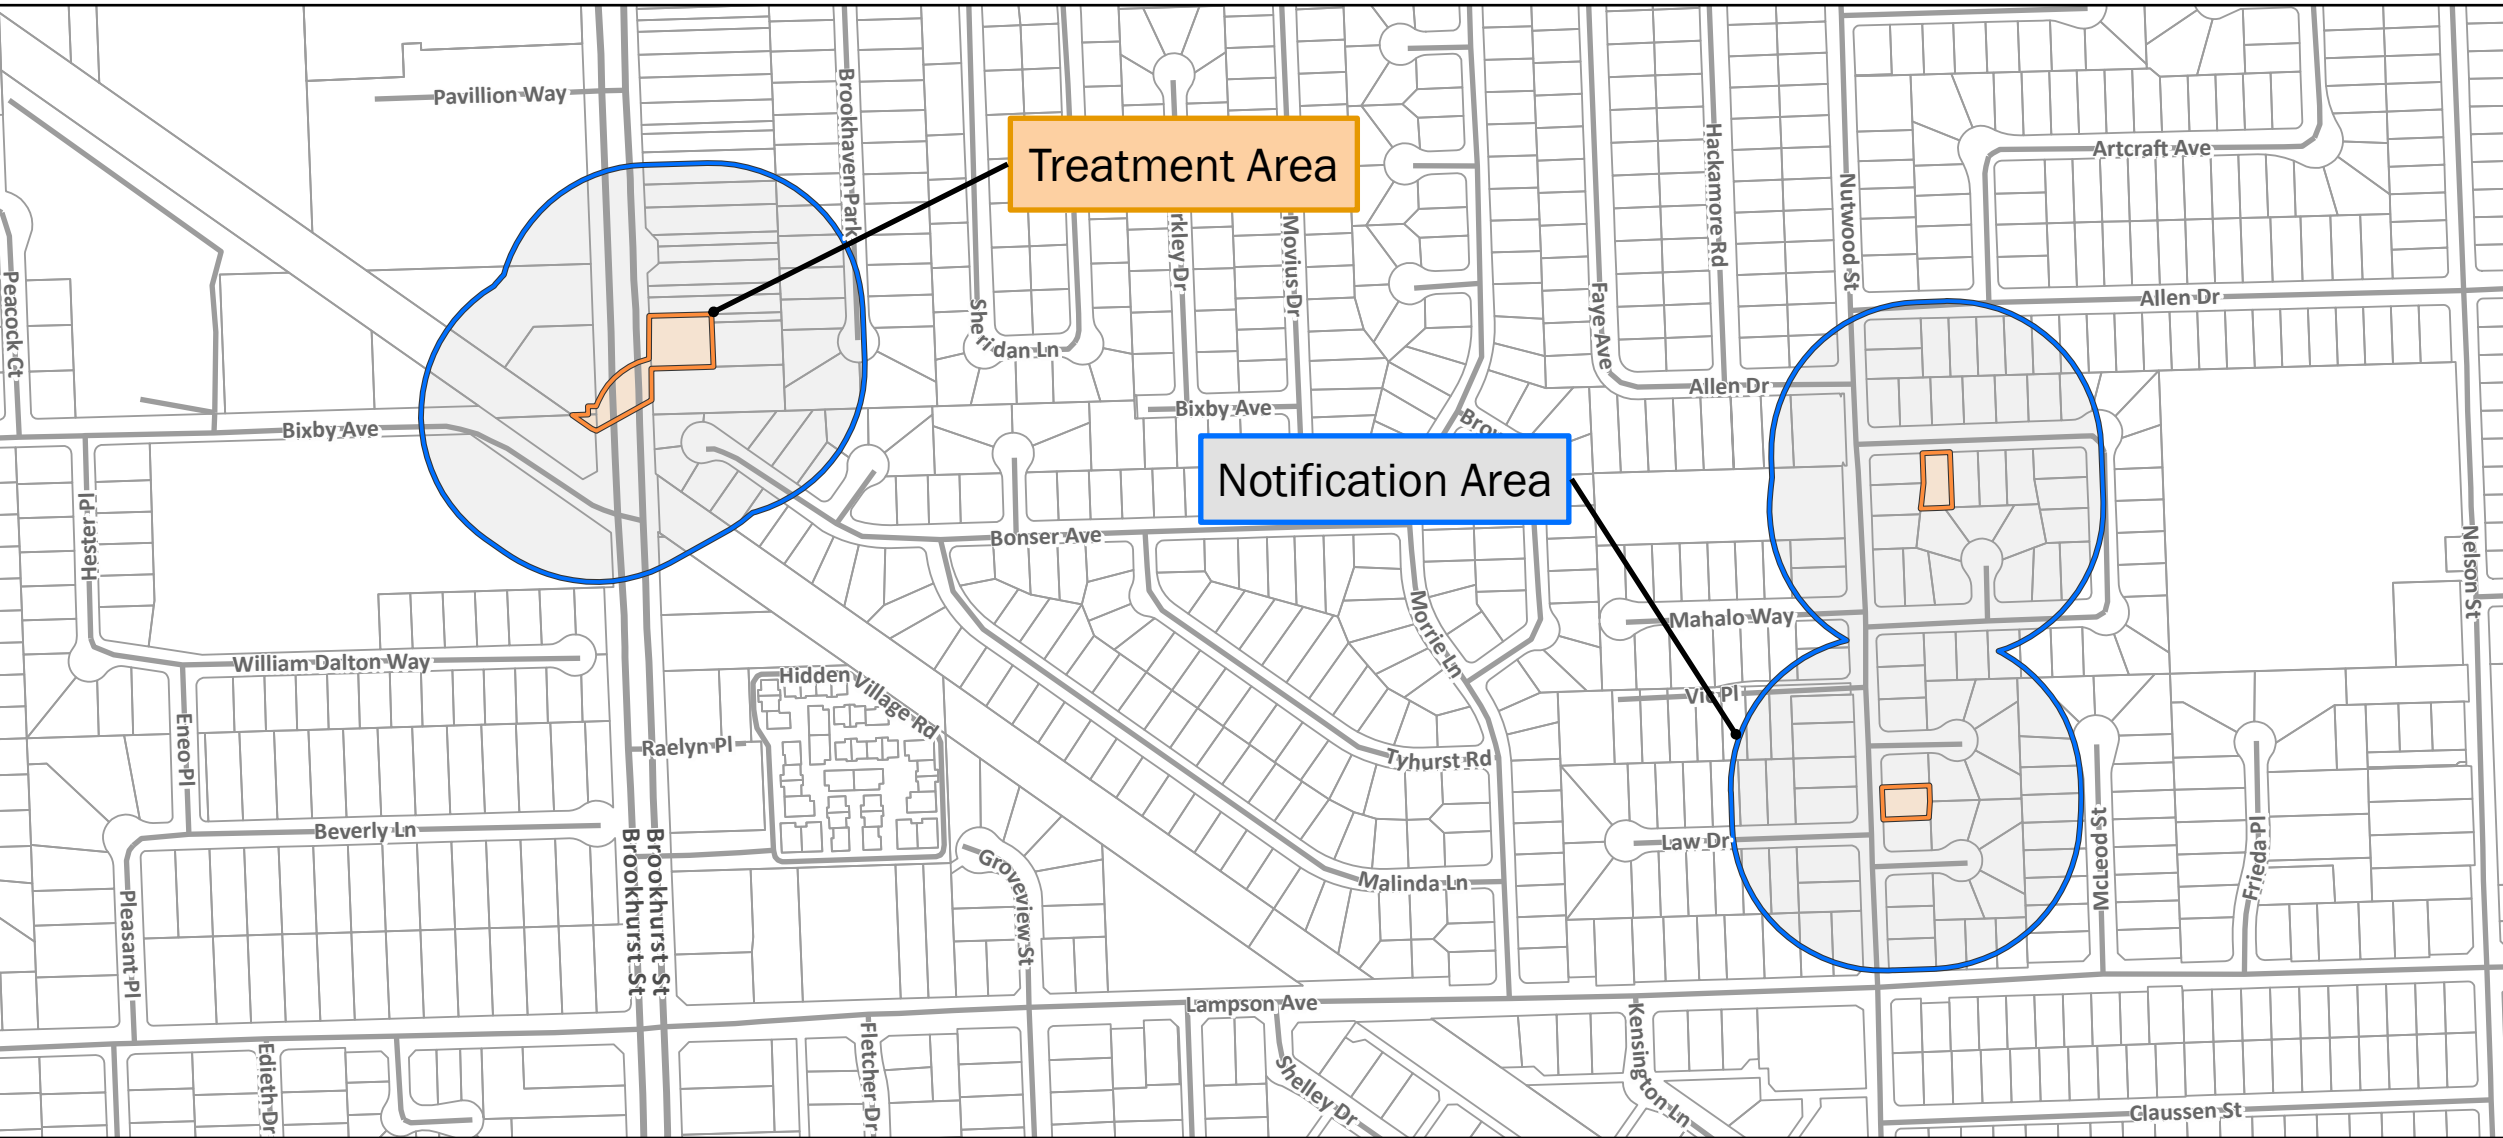 Pavillion Way
Brookhaven Park
Treatment Area
Hackamore Rd
Nutwood St
Artcraft Ave
Peacock Ct
Sheridan Ln
rkley Dr
Movius Dr
Faye Ave
Allen Dr
Allen Dr
Bixby Ave
Bixby Ave
Bro
Notification Area
Hester Pl
Bonser Ave
Nelson St
Morrie Ln
Mahalo Way
William Dalton Way
Hidden Village Rd
Eneo Pl
Raelyn Pl
Tyhurst Rd
Beverly Ln
Brookhurst St
Brookhurst St
Law Dr
McLeod St
Frieda Pl
Groveview St
Malinda Ln
Pleasant Pl
Lampson Ave
Edieth Dr
Fletcher Dr
Shelley Dr
Kensington Ln
Claussen St